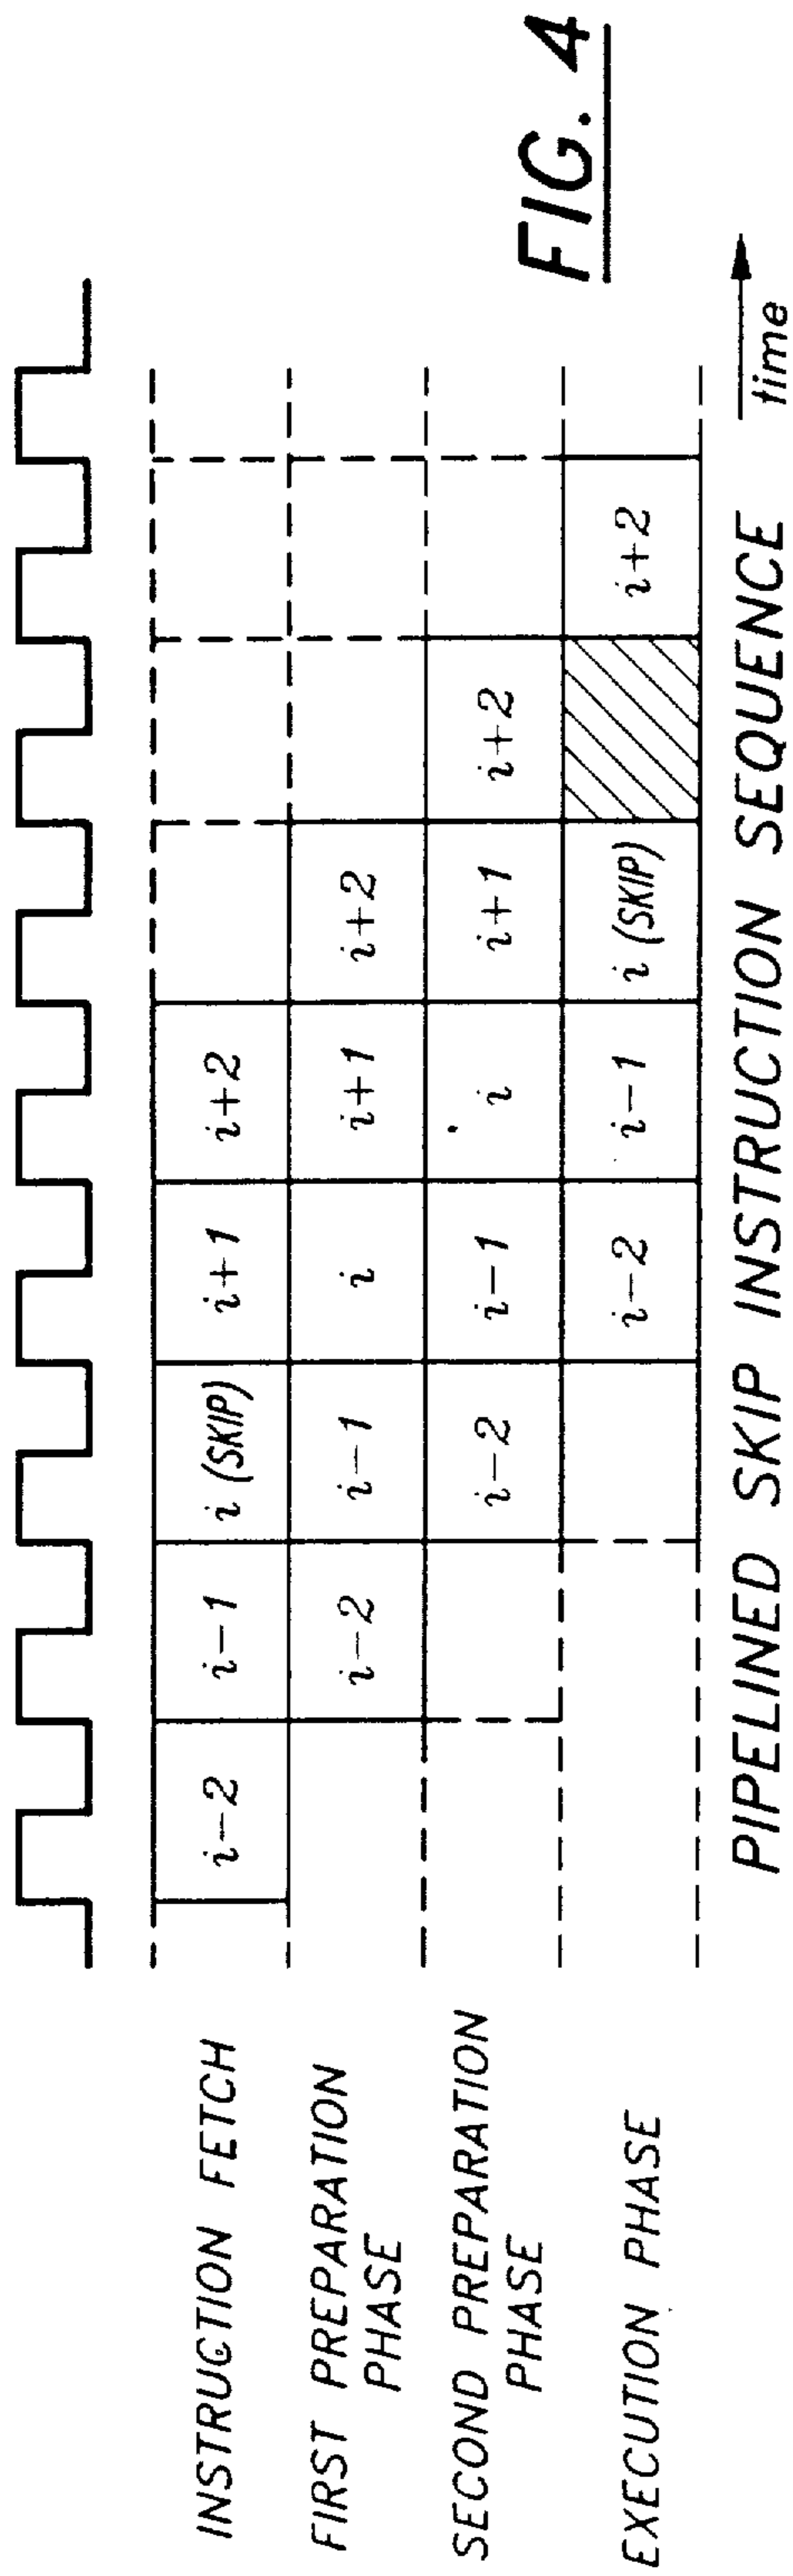 INSTRUCTION FETCH
i−2 i−1 i (SKIP) i+1 i+2
FIRST PREPARATION
PHASE
i−2 i−1 i i+1 i+2
SECOND PREPARATION
PHASE
i−2 i−1 i i+1 i+2
EXECUTION PHASE
i−2 i−1 i (SKIP) i+2
PIPELINED SKIP INSTRUCTION SEQUENCE
time
FIG. 4